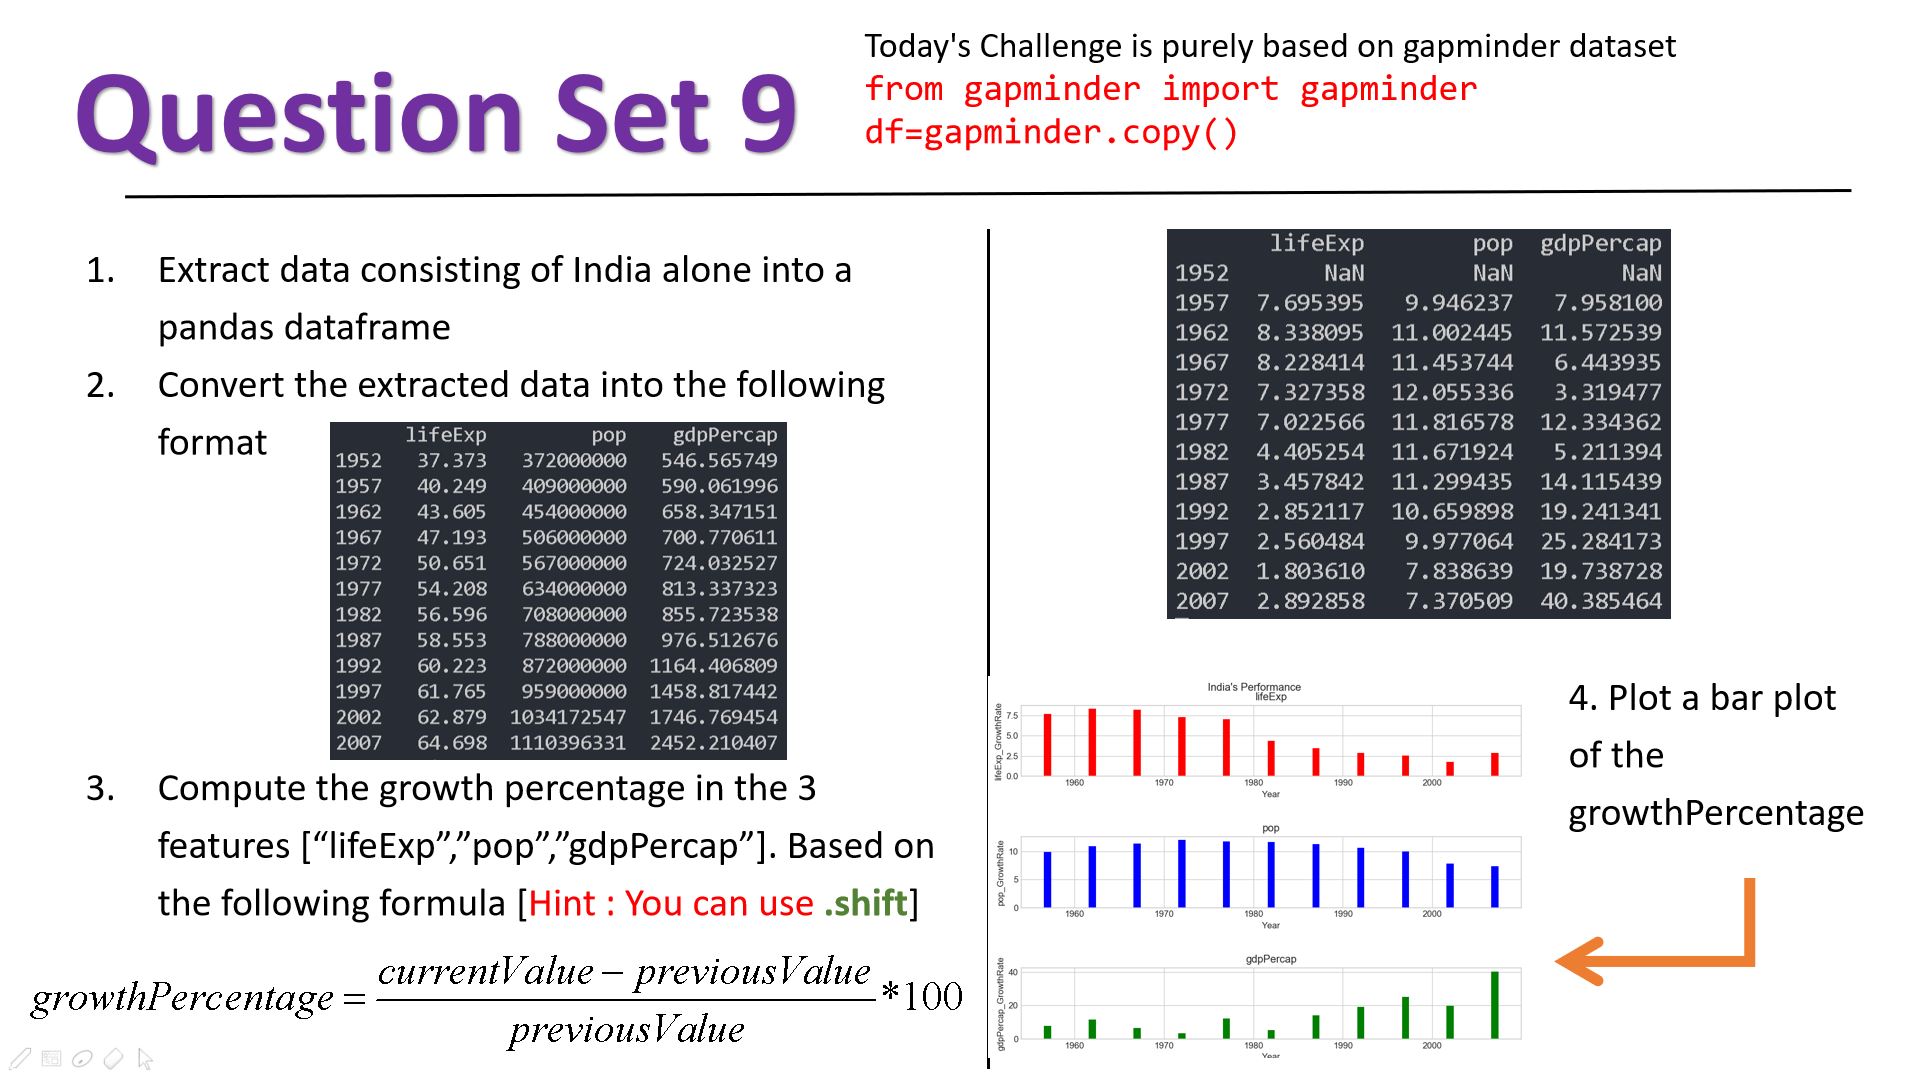 Question Set 9
Today's Challenge is purely based on gapminder dataset
from gapminder import gapminder
df=gapminder.copy()
1. Extract data consisting of India alone into a
pandas dataframe
2. Convert the extracted data into the following
format
lifeExp pop gdpPercap
1952 37.373 372000000 546.565749
1957 40.249 409000000 590.061996
1962 43.605 454000000 658.347151
1967 47.193 506000000 700.770611
1972 50.651 567000000 724.032527
1977 54.208 634000000 813.337323
1982 56.596 708000000 855.723538
1987 58.553 788000000 976.512676
1992 60.223 872000000 1164.406809
1997 61.765 959000000 1458.817442
2002 62.879 1034172547 1746.769454
2007 64.698 1110396331 2452.210407
3. Compute the growth percentage in the 3
features [“lifeExp”,”pop”,”gdpPercap”]. Based on
the following formula [Hint : You can use .shift]
growthPercentage = currentValue − previousValue
previousValue
*100
lifeExp pop gdpPercap
1952 NaN NaN NaN
1957 7.695395 9.946237 7.958100
1962 8.338095 11.002445 11.572539
1967 8.228414 11.453744 6.443935
1972 7.327358 12.055336 3.319477
1977 7.022566 11.816578 12.334362
1982 4.405254 11.671924 5.211394
1987 3.457842 11.299435 14.115439
1992 2.852117 10.659898 19.241341
1997 2.560484 9.977064 25.284173
2002 1.803610 7.838639 19.738728
2007 2.892858 7.370509 40.385464
4. Plot a bar plot
of the
growthPercentage
India's Performance
lifeExp
lifeExp_GrowthRate
7.5
5.0
2.5
0.0
1960 1970 1980 1990 2000
Year
pop
pop_GrowthRate
10
5
0
1960 1970 1980 1990 2000
Year
gdpPercap
gdpPercap_GrowthRate
40
20
0
1960 1970 1980 1990 2000
Year